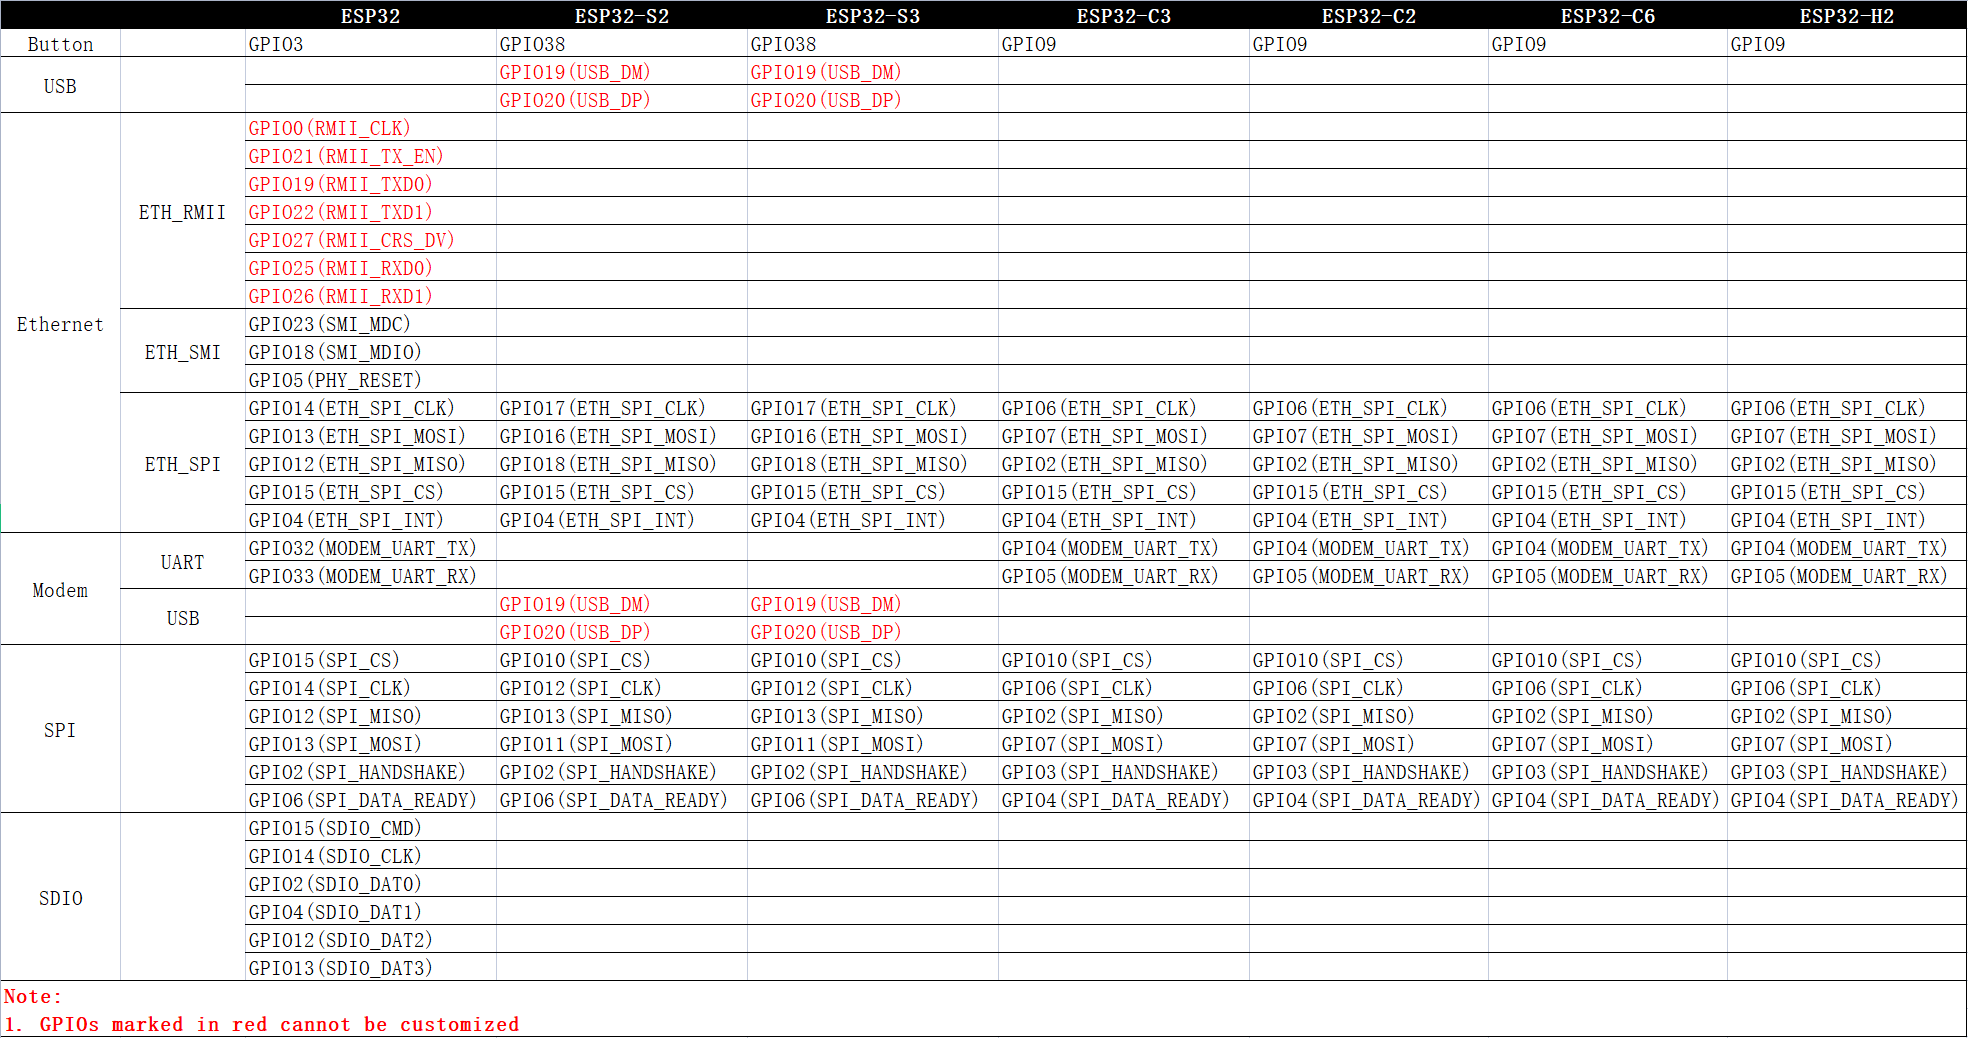 ESP32 ESP32-S2 ESP32-S3 ESP32-C3 ESP32-C2 ESP32-C6 ESP32-H2
Button GPIO3 GPIO38 GPIO38 GPIO9 GPIO9 GPIO9 GPIO9
USB
GPIO19(USB_DM) GPIO19(USB_DM)
GPIO20(USB_DP) GPIO20(USB_DP)
Ethernet
ETH_RMII
GPIO0(RMII_CLK)
GPIO21(RMII_TX_EN)
GPIO19(RMII_TXD0)
GPIO22(RMII_TXD1)
GPIO27(RMII_CRS_DV)
GPIO25(RMII_RXD0)
GPIO26(RMII_RXD1)
ETH_SMI
GPIO23(SMI_MDC)
GPIO18(SMI_MDIO)
GPIO5(PHY_RESET)
ETH_SPI
GPIO14(ETH_SPI_CLK) GPIO17(ETH_SPI_CLK) GPIO17(ETH_SPI_CLK) GPIO6(ETH_SPI_CLK) GPIO6(ETH_SPI_CLK) GPIO6(ETH_SPI_CLK) GPIO6(ETH_SPI_CLK)
GPIO13(ETH_SPI_MOSI) GPIO16(ETH_SPI_MOSI) GPIO16(ETH_SPI_MOSI) GPIO7(ETH_SPI_MOSI) GPIO7(ETH_SPI_MOSI) GPIO7(ETH_SPI_MOSI) GPIO7(ETH_SPI_MOSI)
GPIO12(ETH_SPI_MISO) GPIO18(ETH_SPI_MISO) GPIO18(ETH_SPI_MISO) GPIO2(ETH_SPI_MISO) GPIO2(ETH_SPI_MISO) GPIO2(ETH_SPI_MISO) GPIO2(ETH_SPI_MISO)
GPIO15(ETH_SPI_CS) GPIO15(ETH_SPI_CS) GPIO15(ETH_SPI_CS) GPIO15(ETH_SPI_CS) GPIO15(ETH_SPI_CS) GPIO15(ETH_SPI_CS) GPIO15(ETH_SPI_CS)
GPIO4(ETH_SPI_INT) GPIO4(ETH_SPI_INT) GPIO4(ETH_SPI_INT) GPIO4(ETH_SPI_INT) GPIO4(ETH_SPI_INT) GPIO4(ETH_SPI_INT) GPIO4(ETH_SPI_INT)
Modem
UART
GPIO32(MODEM_UART_TX) GPIO4(MODEM_UART_TX) GPIO4(MODEM_UART_TX) GPIO4(MODEM_UART_TX) GPIO4(MODEM_UART_TX)
GPIO33(MODEM_UART_RX) GPIO5(MODEM_UART_RX) GPIO5(MODEM_UART_RX) GPIO5(MODEM_UART_RX) GPIO5(MODEM_UART_RX)
USB
GPIO19(USB_DM) GPIO19(USB_DM)
GPIO20(USB_DP) GPIO20(USB_DP)
SPI
GPIO15(SPI_CS) GPIO10(SPI_CS) GPIO10(SPI_CS) GPIO10(SPI_CS) GPIO10(SPI_CS) GPIO10(SPI_CS) GPIO10(SPI_CS)
GPIO14(SPI_CLK) GPIO12(SPI_CLK) GPIO12(SPI_CLK) GPIO6(SPI_CLK) GPIO6(SPI_CLK) GPIO6(SPI_CLK) GPIO6(SPI_CLK)
GPIO12(SPI_MISO) GPIO13(SPI_MISO) GPIO13(SPI_MISO) GPIO2(SPI_MISO) GPIO2(SPI_MISO) GPIO2(SPI_MISO) GPIO2(SPI_MISO)
GPIO13(SPI_MOSI) GPIO11(SPI_MOSI) GPIO11(SPI_MOSI) GPIO7(SPI_MOSI) GPIO7(SPI_MOSI) GPIO7(SPI_MOSI) GPIO7(SPI_MOSI)
GPIO2(SPI_HANDSHAKE) GPIO2(SPI_HANDSHAKE) GPIO2(SPI_HANDSHAKE) GPIO3(SPI_HANDSHAKE) GPIO3(SPI_HANDSHAKE) GPIO3(SPI_HANDSHAKE) GPIO3(SPI_HANDSHAKE)
GPIO6(SPI_DATA_READY) GPIO6(SPI_DATA_READY) GPIO6(SPI_DATA_READY) GPIO4(SPI_DATA_READY) GPIO4(SPI_DATA_READY) GPIO4(SPI_DATA_READY) GPIO4(SPI_DATA_READY)
SDIO
GPIO15(SDIO_CMD)
GPIO14(SDIO_CLK)
GPIO2(SDIO_DAT0)
GPIO4(SDIO_DAT1)
GPIO12(SDIO_DAT2)
GPIO13(SDIO_DAT3)
Note:
1. GPIOs marked in red cannot be customized